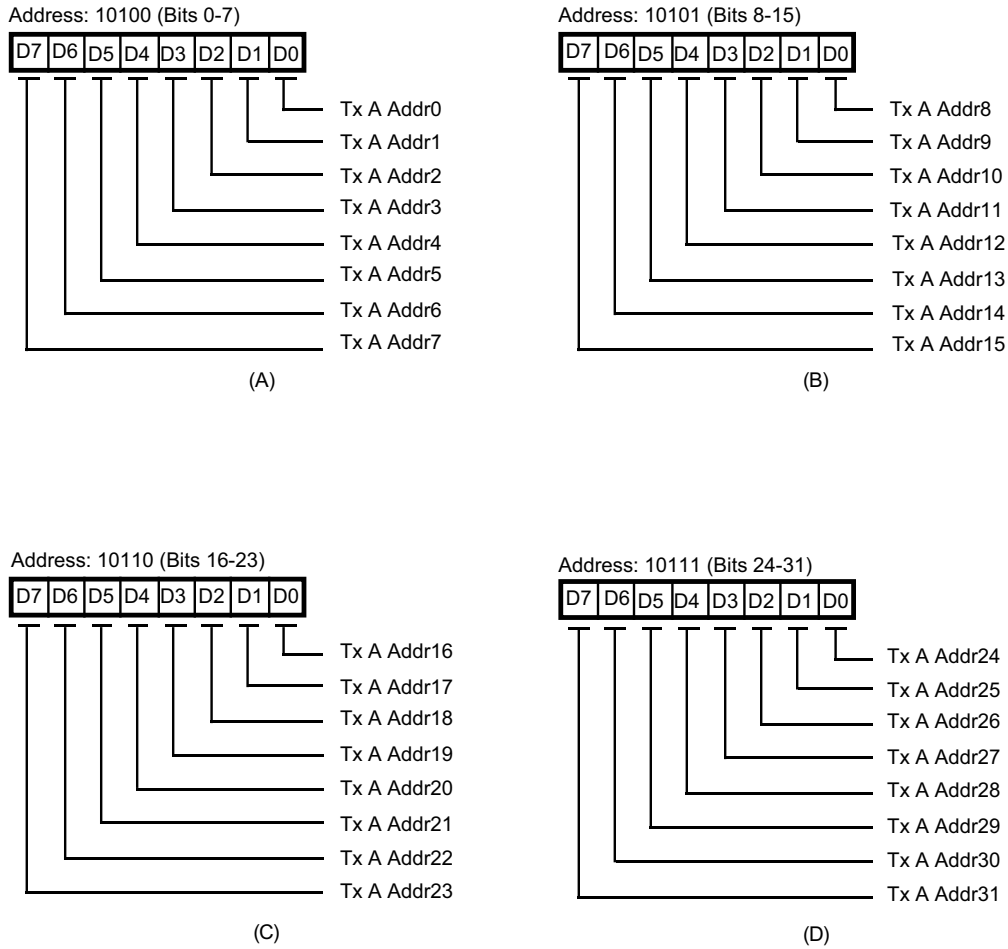 Address: 10100 (Bits 0-7)
D7 D6 D5 D4 D3 D2 D1 D0
Tx A Addr0
Tx A Addr1
Tx A Addr2
Tx A Addr3
Tx A Addr4
Tx A Addr5
Tx A Addr6
Tx A Addr7
(A)
Address: 10101 (Bits 8-15)
D7 D6 D5 D4 D3 D2 D1 D0
Tx A Addr8
Tx A Addr9
Tx A Addr10
Tx A Addr11
Tx A Addr12
Tx A Addr13
Tx A Addr14
Tx A Addr15
(B)
Address: 10110 (Bits 16-23)
D7 D6 D5 D4 D3 D2 D1 D0
Tx A Addr16
Tx A Addr17
Tx A Addr18
Tx A Addr19
Tx A Addr20
Tx A Addr21
Tx A Addr22
Tx A Addr23
(C)
Address: 10111 (Bits 24-31)
D7 D6 D5 D4 D3 D2 D1 D0
Tx A Addr24
Tx A Addr25
Tx A Addr26
Tx A Addr27
Tx A Addr28
Tx A Addr29
Tx A Addr30
Tx A Addr31
(D)